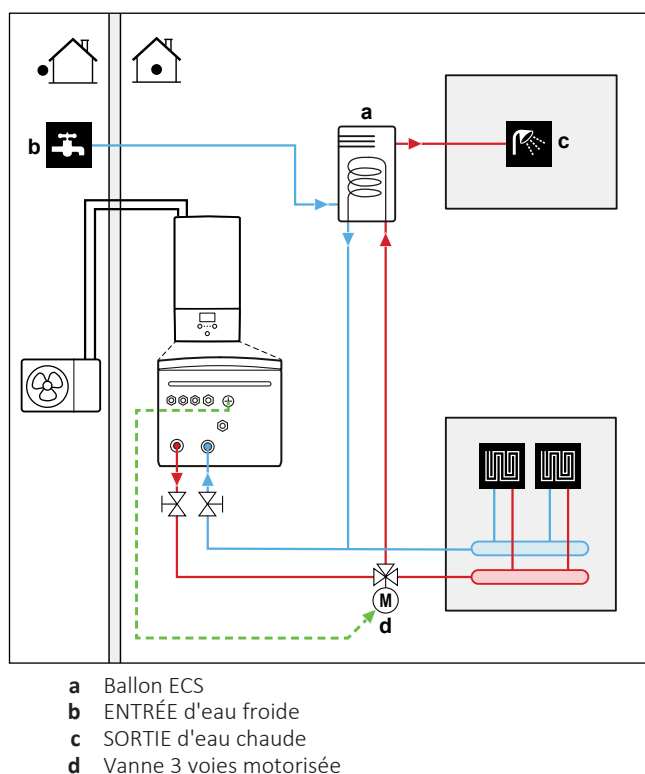 a
b
c
M
d
a Ballon ECS
b ENTRÉE d'eau froide
c SORTIE d'eau chaude
d Vanne 3 voies motorisée